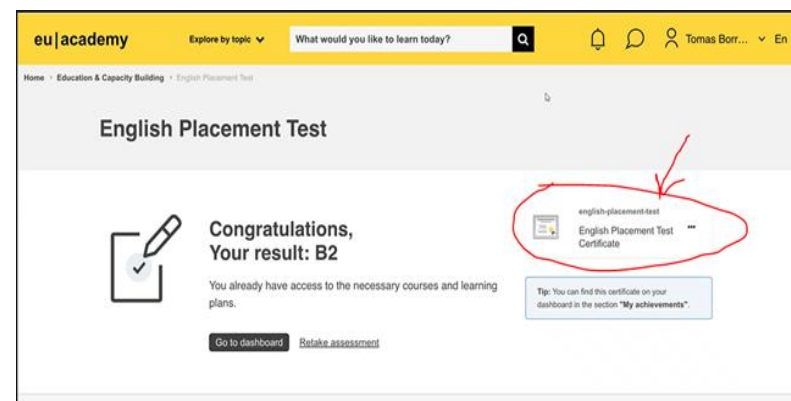 eu|academy
Explore by topic
What would you like to learn today?
Tomas Borr...
En
Home
Education & Capacity Building
English Placement Test
English Placement Test
english-placement-test
English Placement Test
Certificate
Congratulations,
Your result: B2
You already have access to the necessary courses and learning
plans.
Tip: You can find this certificate on your
dashboard in the section "My achievements".
Go to dashboard
Retake assessment